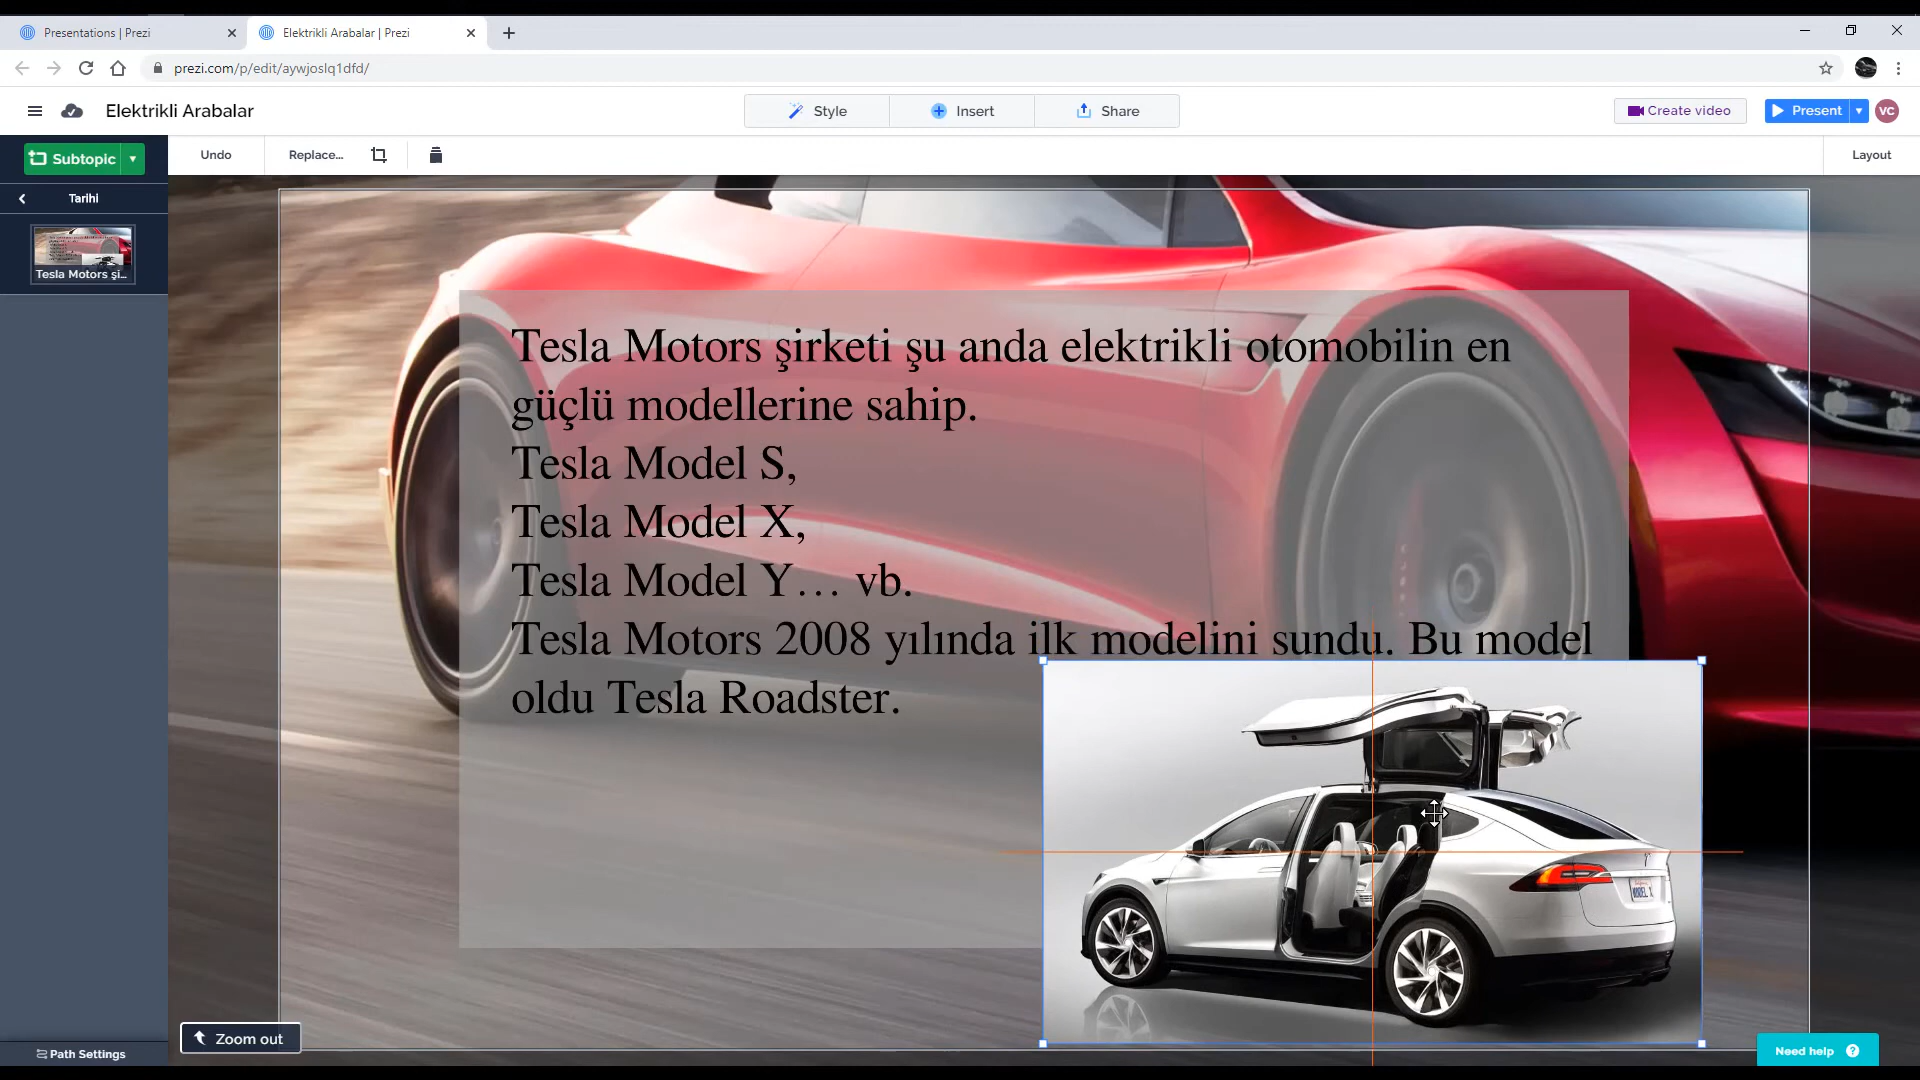 Presentations | Prezi
Elektrikli Arabalar | Prezi
prezi.com/p/edit/aywjoslq1dfd/
Elektrikli Arabalar
Style
Insert
Share
Create video
Present
VC
Subtopic
Undo
Replace...
Layout
Tarihi
Tesla Motors şi...
Tesla Motors şirketi şu anda elektrikli otomobilin en
güçlü modellerine sahip.
Tesla Model S,
Tesla Model X,
Tesla Model Y… vb.
Tesla Motors 2008 yılında ilk modelini sundu. Bu model
oldu Tesla Roadster.
Zoom out
Path Settings
Need help ?